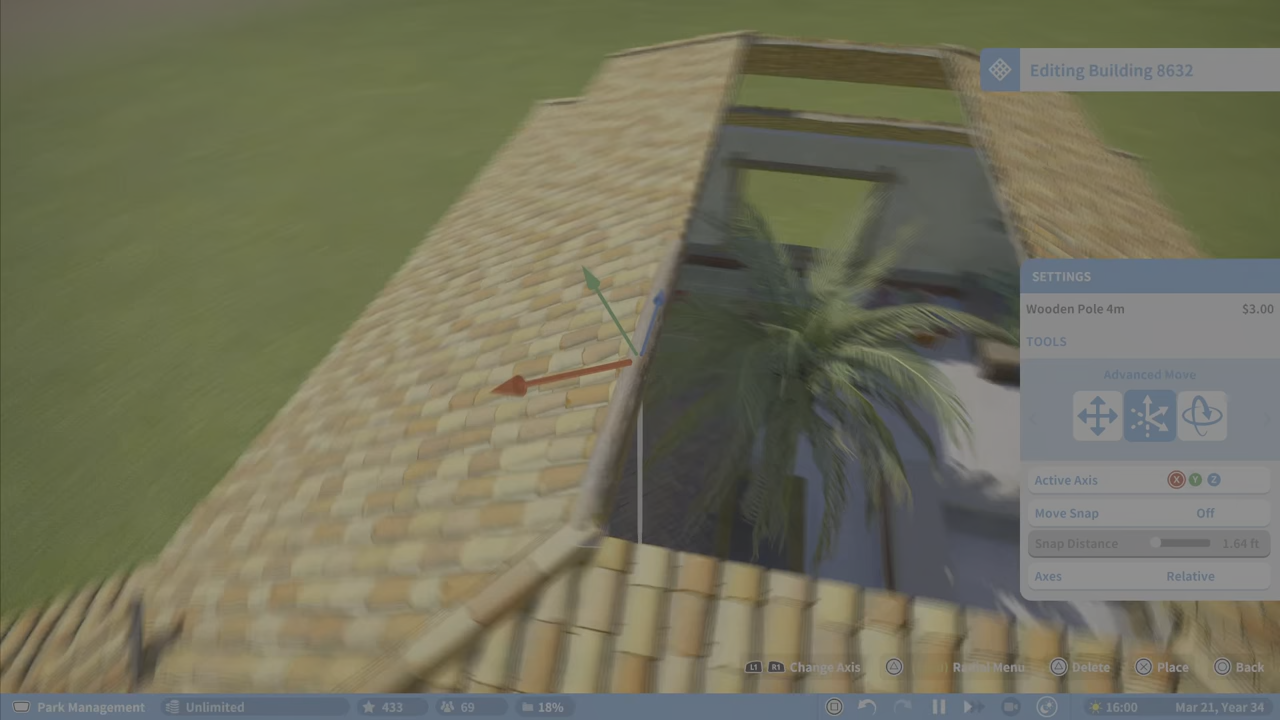 Editing Building 8632
SETTINGS
Wooden Pole 4m $3.00
TOOLS
Advanced Move
Active Axis X Y Z
Move Snap Off
Snap Distance 1.64 ft
Axes Relative
L1 R1 Change Axis Radial Menu Delete Place Back
Park Management Unlimited 433 69 18% 16:00 Mar 21, Year 34